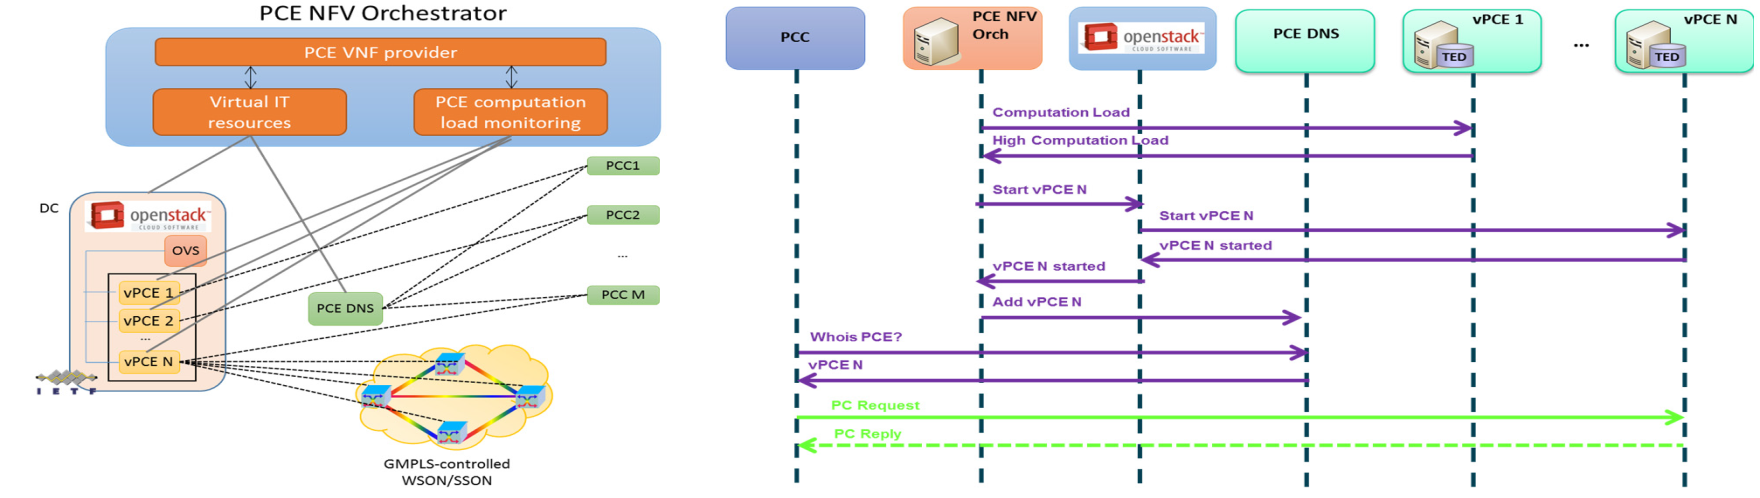 PCE NFV Orchestrator
PCE VNF provider
Virtual IT
resources
PCE computation
load monitoring
DC
openstack™
CLOUD SOFTWARE
OVS
vPCE 1
vPCE 2
...
vPCE N
I E T F
PCE DNS
PCC1
PCC2
...
PCC M
GMPLS-controlled
WSON/SSON
PCC
PCE NFV
Orch
openstack™
CLOUD SOFTWARE
PCE DNS
vPCE 1
TED
...
vPCE N
TED
Computation Load
High Computation Load
Start vPCE N
Start vPCE N
vPCE N started
vPCE N started
Add vPCE N
Whois PCE?
vPCE N
PC Request
PC Reply